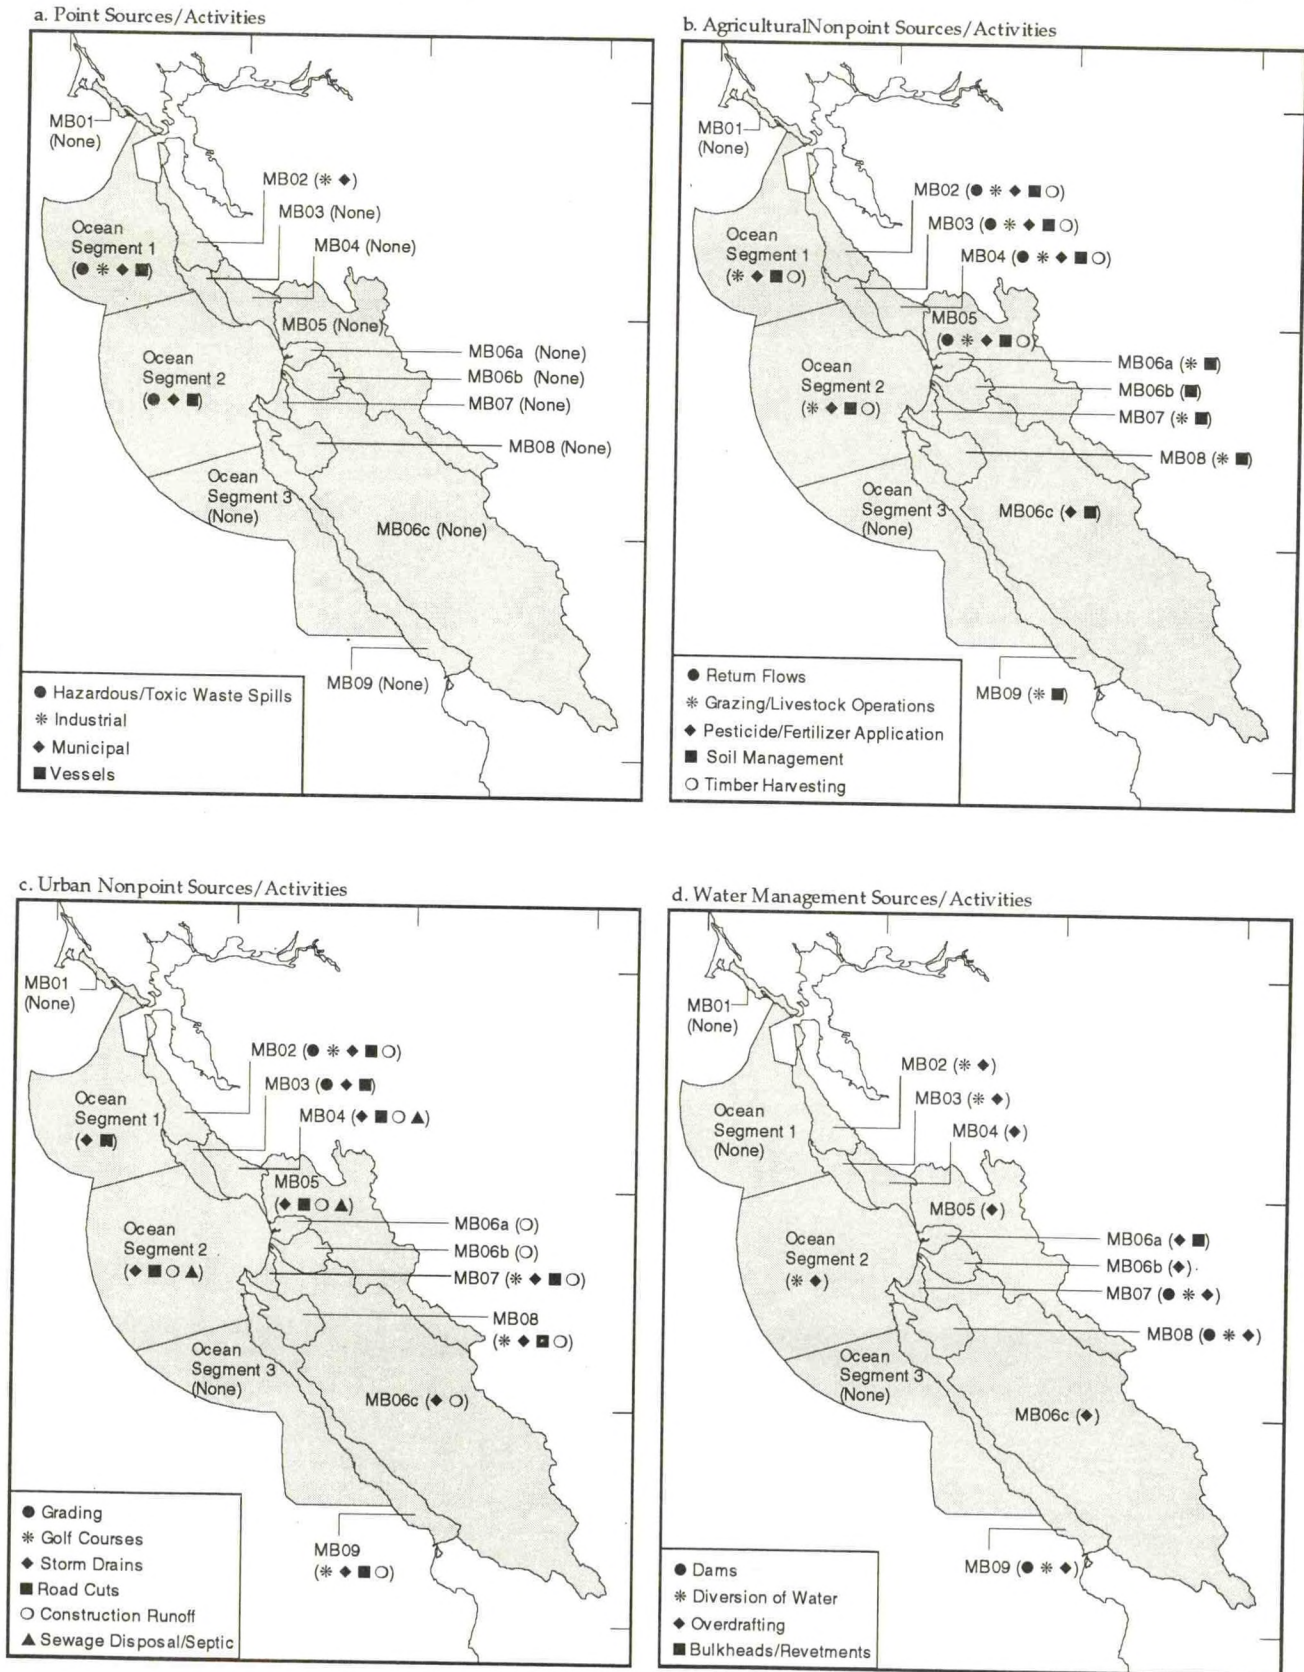 a. Point Sources/Activities
MB01
(None)
MB02 (✳ ◆)
MB03 (None)
Ocean
Segment 1
(● ✳ ◆ ■)
MB04 (None)
MB05 (None)
Ocean
Segment 2
(● ◆ ■)
MB06a (None)
MB06b (None)
MB07 (None)
MB08 (None)
Ocean
Segment 3
(None)
MB06c (None)
MB09 (None)
● Hazardous/Toxic Waste Spills
✳ Industrial
◆ Municipal
■ Vessels
b. AgriculturalNonpoint Sources/Activities
MB01
(None)
MB02 (● ✳ ◆ ■ ○)
MB03 (● ✳ ◆ ■ ○)
Ocean
Segment 1
(✳ ◆ ■ ○)
MB04 (● ✳ ◆ ■ ○)
MB05
(● ✳ ◆ ■ ○)
Ocean
Segment 2
(✳ ◆ ■ ○)
MB06a (✳ ■)
MB06b (■)
MB07 (✳ ■)
MB08 (✳ ■)
Ocean
Segment 3
(None)
MB06c (◆ ■)
MB09 (✳ ■)
● Return Flows
✳ Grazing/Livestock Operations
◆ Pesticide/Fertilizer Application
■ Soil Management
○ Timber Harvesting
c. Urban Nonpoint Sources/Activities
MB01
(None)
MB02 (● ✳ ◆ ■ ○)
MB03 (● ◆ ■)
Ocean
Segment 1
(◆ ■)
MB04 (◆ ■ ○ ▲)
MB05
(◆ ■ ○ ▲)
Ocean
Segment 2
(◆ ■ ○ ▲)
MB06a (○)
MB06b (○)
MB07 (✳ ◆ ■ ○)
MB08
(✳ ◆ ■ ○)
Ocean
Segment 3
(None)
MB06c (◆ ○)
MB09
(✳ ◆ ■ ○)
● Grading
✳ Golf Courses
◆ Storm Drains
■ Road Cuts
○ Construction Runoff
▲ Sewage Disposal/Septic
d. Water Management Sources/Activities
MB01
(None)
MB02 (✳ ◆)
MB03 (✳ ◆)
Ocean
Segment 1
(None)
MB04 (◆)
MB05 (◆)
Ocean
Segment 2
(✳ ◆)
MB06a (◆ ■)
MB06b (◆)
MB07 (● ✳ ◆)
MB08 (● ✳ ◆)
Ocean
Segment 3
(None)
MB06c (◆)
MB09 (● ✳ ◆)
● Dams
✳ Diversion of Water
◆ Overdrafting
■ Bulkheads/Revetments